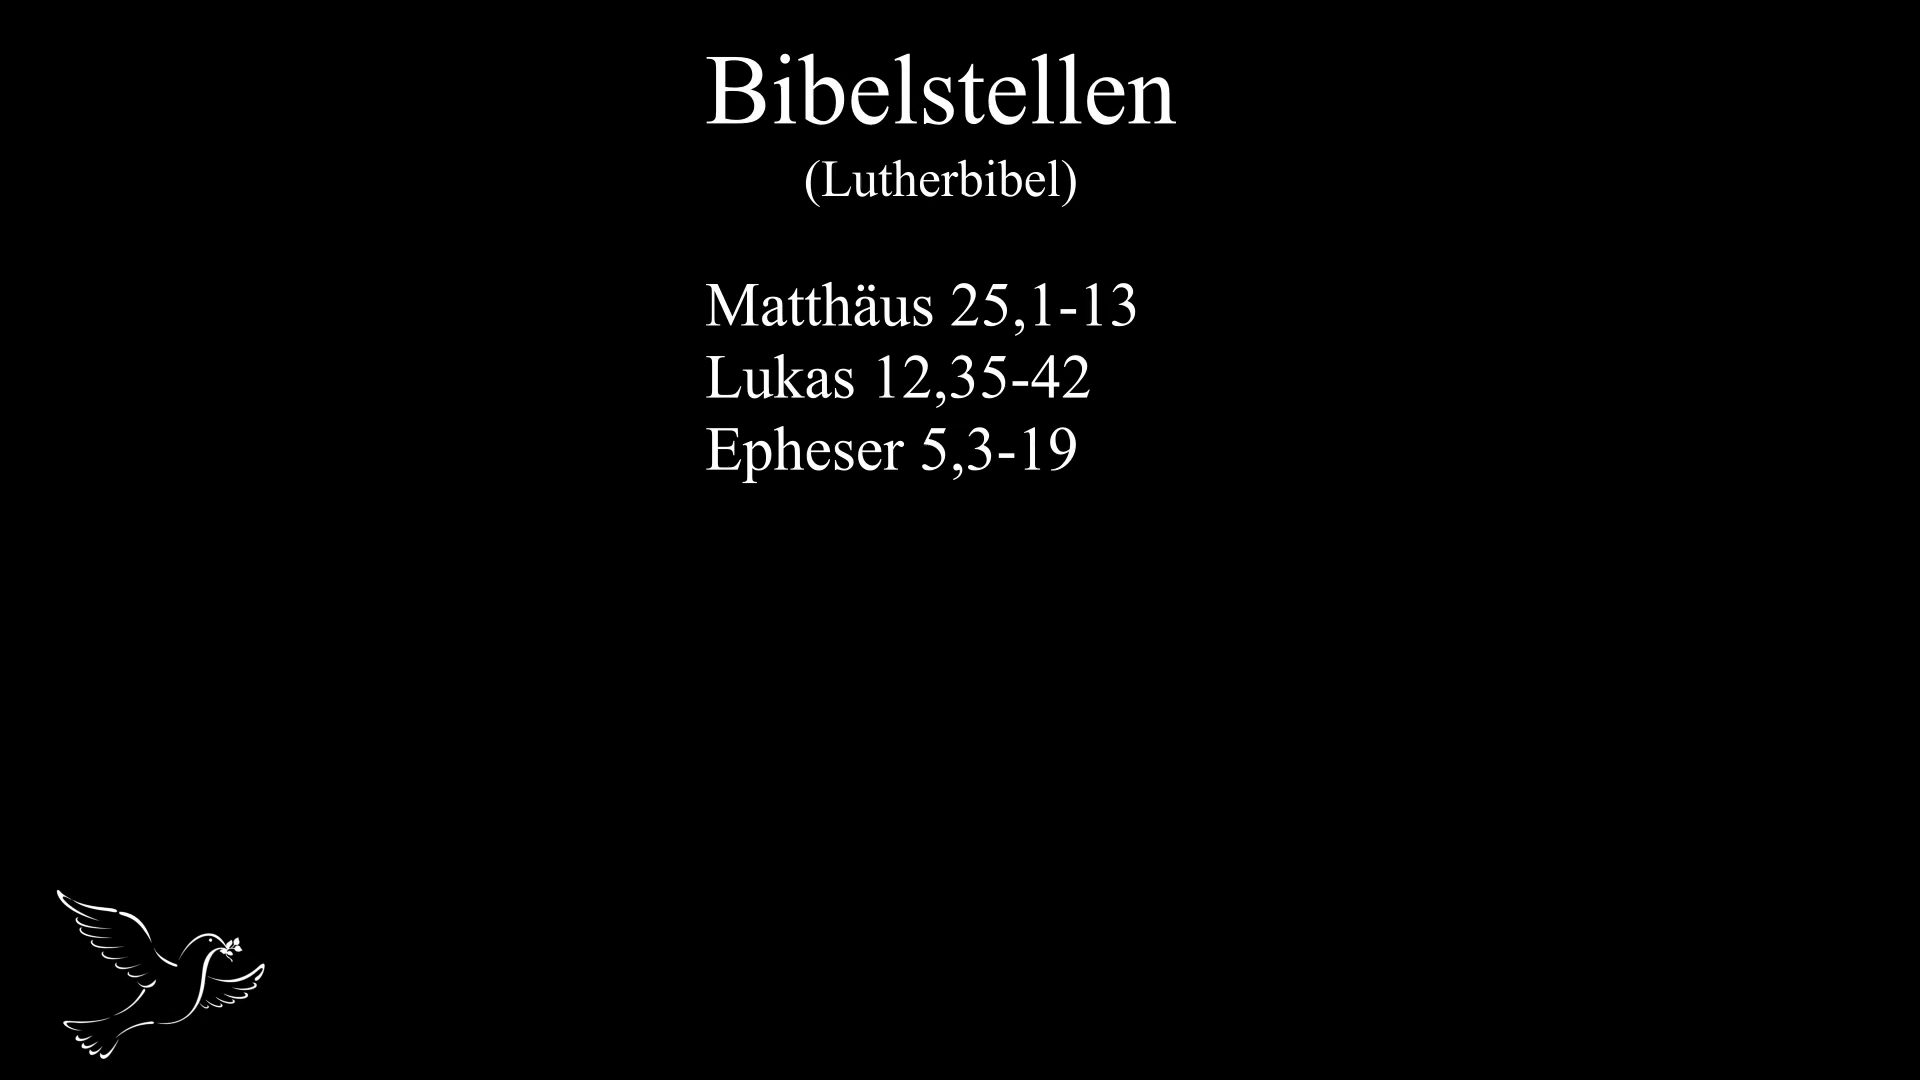 Bibelstellen
(Lutherbibel)
Matthäus 25,1-13
Lukas 12,35-42
Epheser 5,3-19